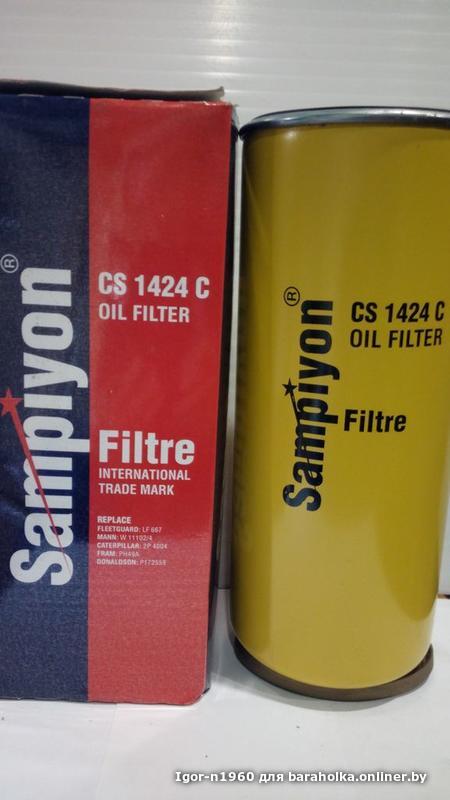 Sampiyon®
CS 1424 C
OIL FILTER
Filtre
INTERNATIONAL
TRADE MARK
REPLACE
FLEETGUARD: LF 667
MANN: W 11102/4
CATERPILLAR: 2P 4004
FRAM: PH49A
DONALDSON: P172559
Sampiyon®
Filtre
CS 1424 C
OIL FILTER
Igor-n1960 для baraholka.onliner.by